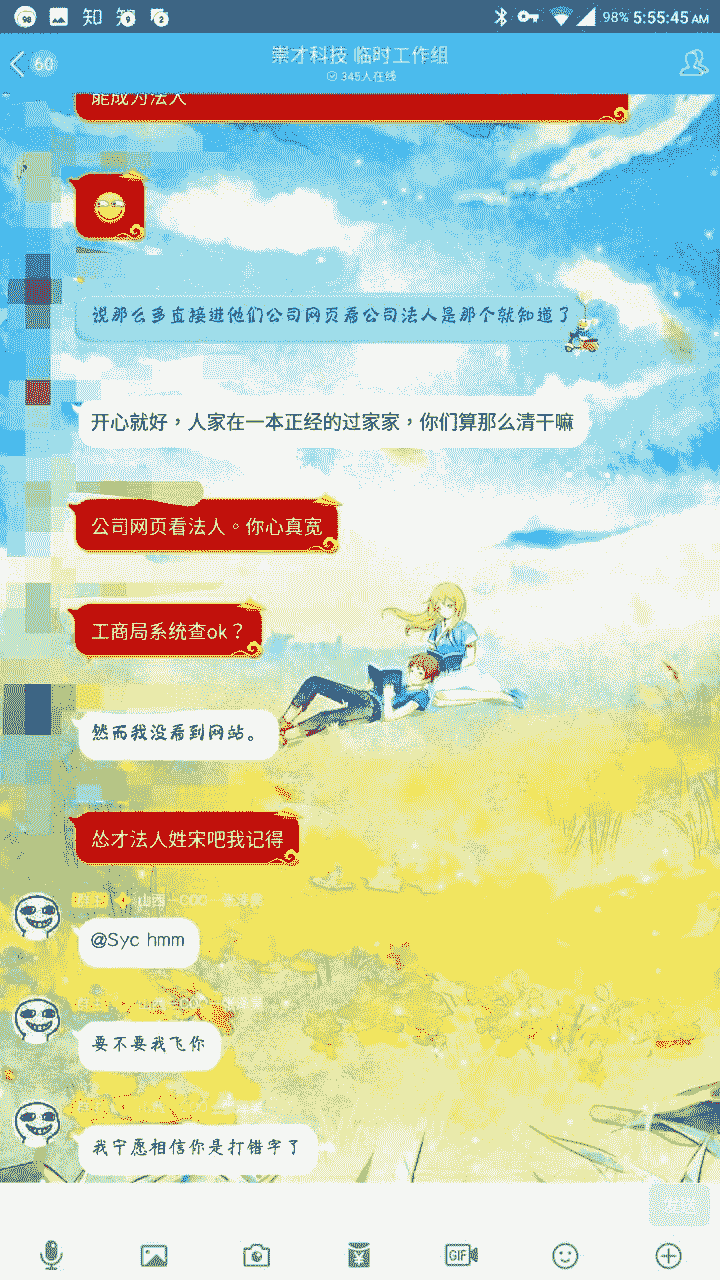 知
98% 5:55:45 AM
60
崇才科技 临时工作组
345人在线
能成为法人
说那么多直接进他们公司网页看公司法人是那个就知道了
开心就好，人家在一本正经的过家家，你们算那么清干嘛
公司网页看法人。你心真宽
工商局系统查ok？
然而我没看到网站。
怂才法人姓宋吧我记得
@Syc hmm
要不要我飞你
我宁愿相信你是打错字了
发送
GIF